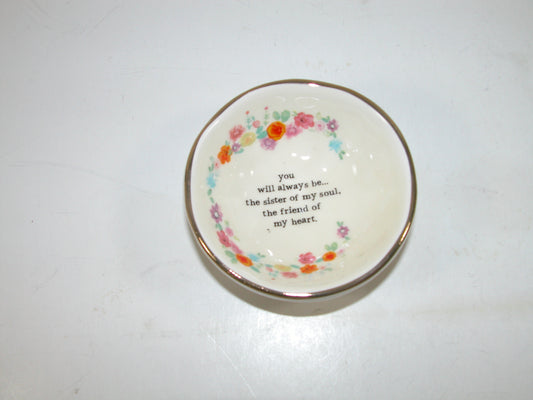 you
will always be...
the sister of my soul,
the friend of
my heart.